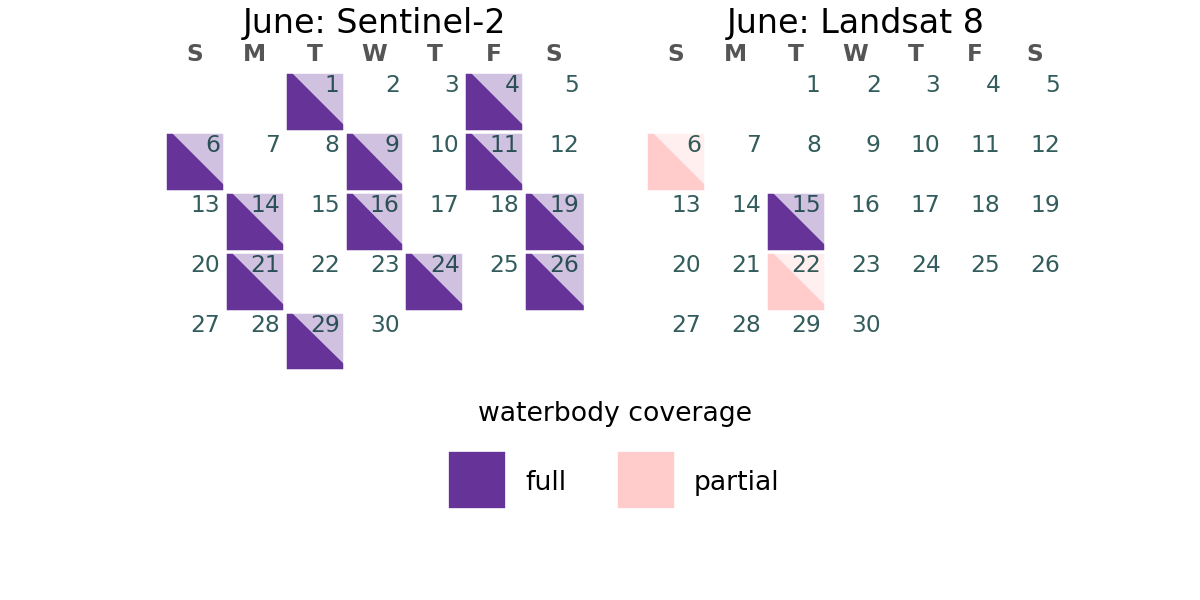 June: Sentinel-2
S M T W T F S
1 2 3 4 5
6 7 8 9 10 11 12
13 14 15 16 17 18 19
20 21 22 23 24 25 26
27 28 29 30
June: Landsat 8
S M T W T F S
1 2 3 4 5
6 7 8 9 10 11 12
13 14 15 16 17 18 19
20 21 22 23 24 25 26
27 28 29 30
waterbody coverage
full
partial